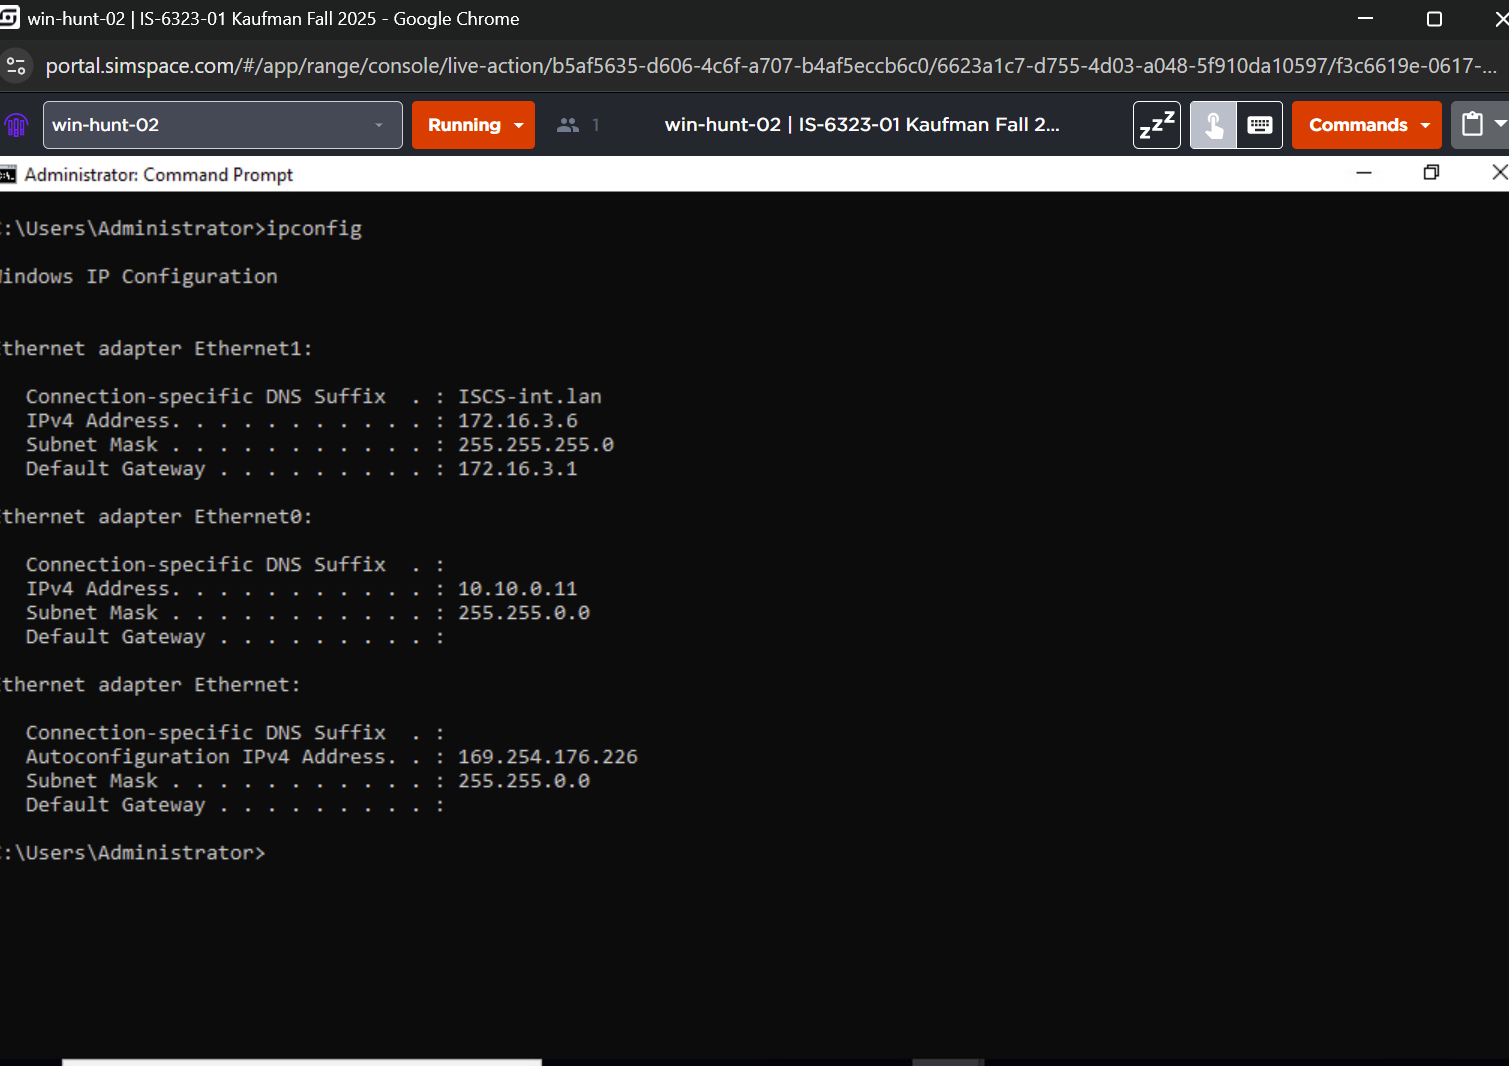 win-hunt-02 | IS-6323-01 Kaufman Fall 2025 - Google Chrome
portal.simspace.com/#/app/range/console/live-action/b5af5635-d606-4c6f-a707-b4af5eccb6c0/6623a1c7-d755-4d03-a048-5f910da10597/f3c6619e-0617-...
win-hunt-02 Running 1 win-hunt-02 | IS-6323-01 Kaufman Fall 2... zzZ Commands
Administrator: Command Prompt
:\Users\Administrator>ipconfig
indows IP Configuration
thernet adapter Ethernet1:
Connection-specific DNS Suffix . : ISCS-int.lan
IPv4 Address. . . . . . . . . . . : 172.16.3.6
Subnet Mask . . . . . . . . . . . : 255.255.255.0
Default Gateway . . . . . . . . . : 172.16.3.1
thernet adapter Ethernet0:
Connection-specific DNS Suffix . :
IPv4 Address. . . . . . . . . . . : 10.10.0.11
Subnet Mask . . . . . . . . . . . : 255.255.0.0
Default Gateway . . . . . . . . . :
thernet adapter Ethernet:
Connection-specific DNS Suffix . :
Autoconfiguration IPv4 Address. . : 169.254.176.226
Subnet Mask . . . . . . . . . . . : 255.255.0.0
Default Gateway . . . . . . . . . :
:\Users\Administrator>